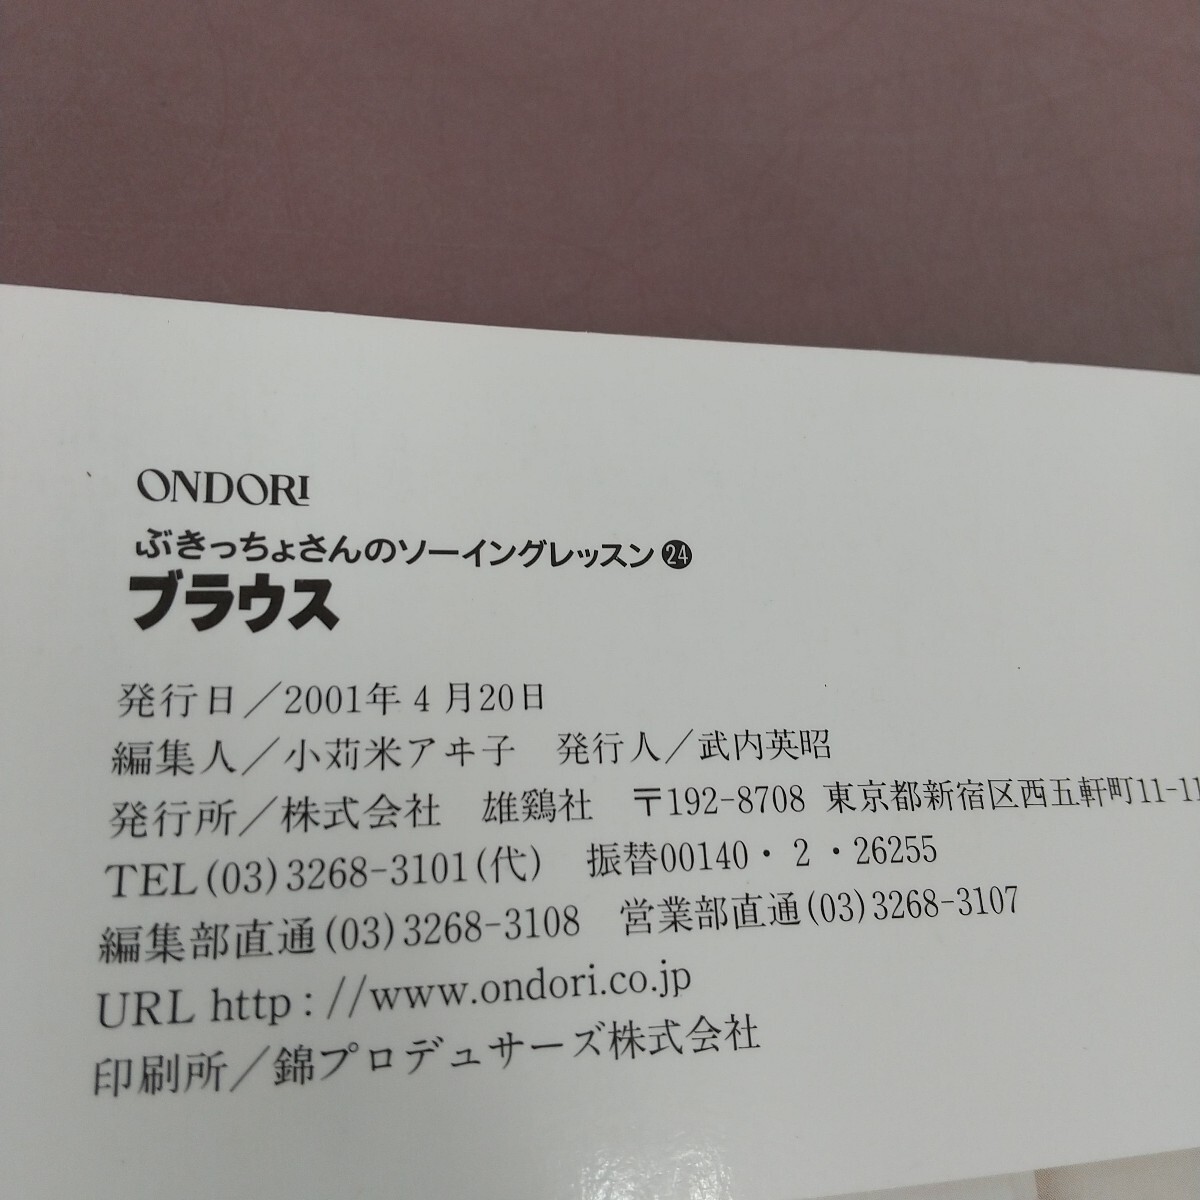 ONDORI
ぶきっちょさんのソーイングレッスン㉔
ブラウス
発行日／2001年4月20日
編集人／小苅米アヰ子　発行人／武内英昭
発行所／株式会社　雄鶏社　〒192-8708 東京都新宿区西五軒町11-11
TEL(03)3268-3101(代)　振替00140・2・26255
編集部直通(03)3268-3108　営業部直通(03)3268-3107
URL http://www.ondori.co.jp
印刷所／錦プロデュサーズ株式会社